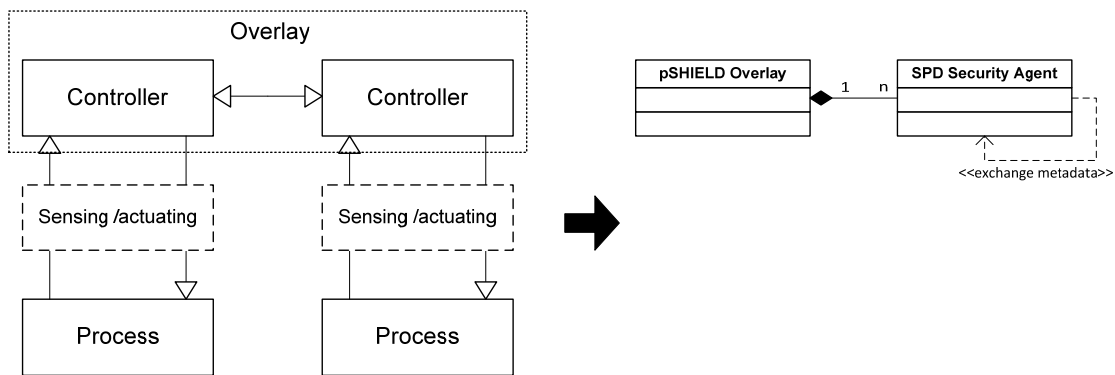 Overlay
Controller
Controller
Sensing /actuating
Sensing /actuating
Process
Process
pSHIELD Overlay
SPD Security Agent
1
n
<<exchange metadata>>